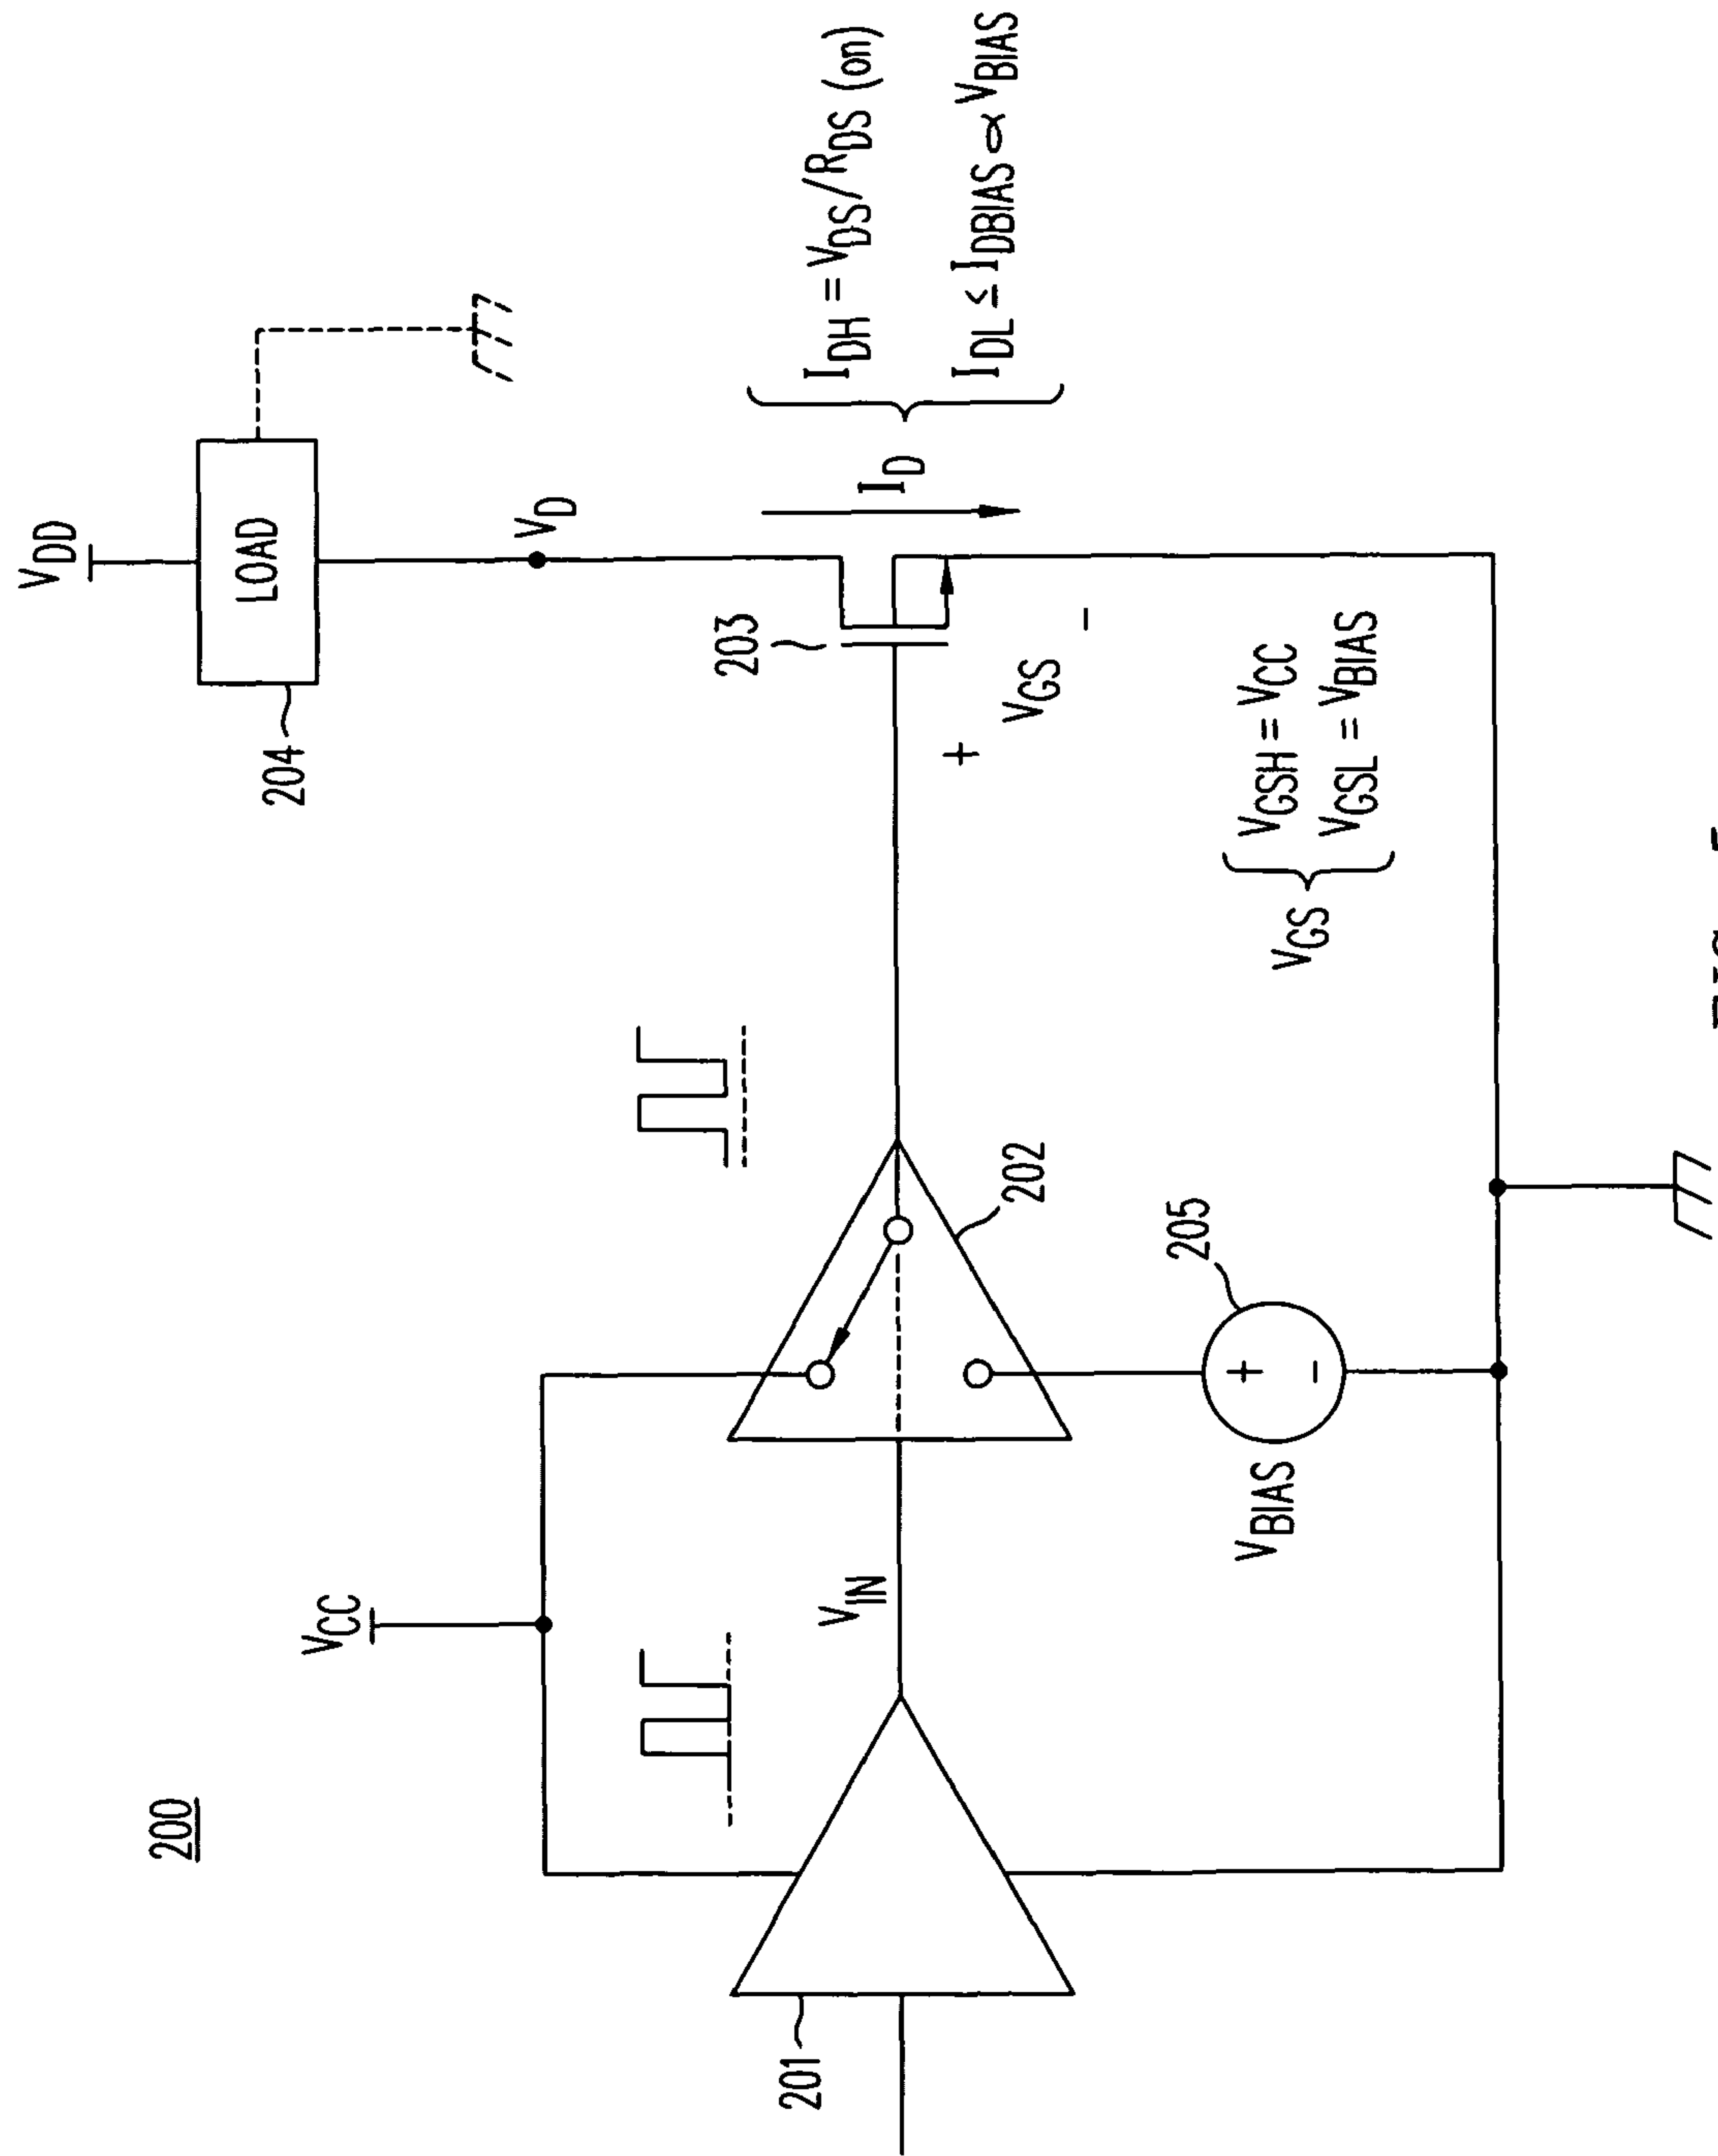 200
V_DD
LOAD
204
V_D
V_CC
203
I_D
I_DH = V_DS/R_DS (on)
I_DL ≤ I_DBIAS ∝ V_BIAS
201
V_IN
202
+
V_GS
-
V_BIAS
+
-
205
V_GS
V_GSH = V_CC
V_GSL = V_BIAS